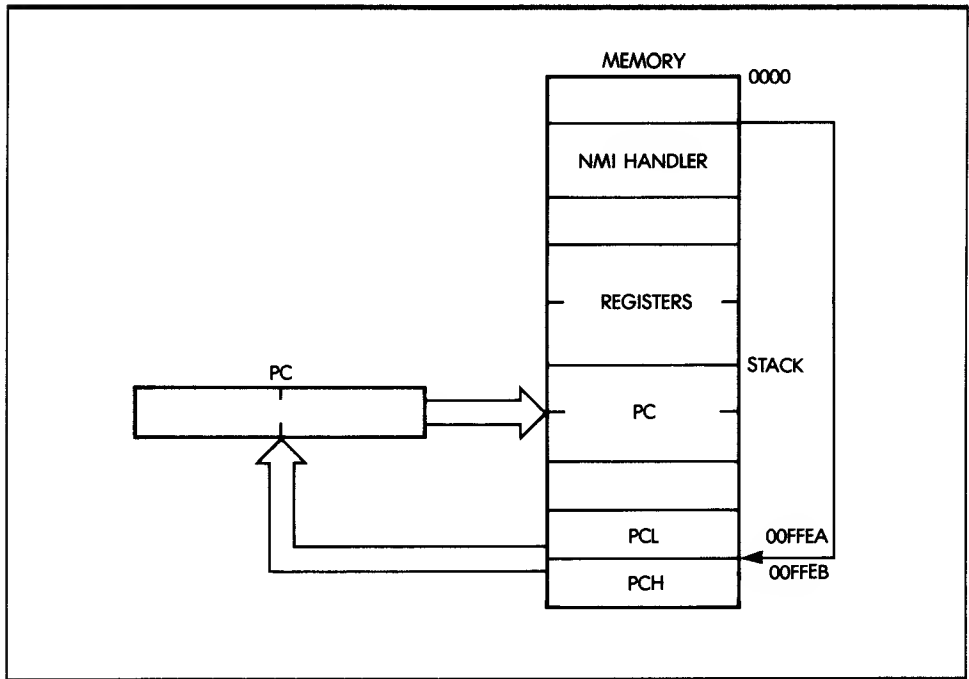 MEMORY
0000
NMI HANDLER
REGISTERS
STACK
PC
PC
PCL
00FFEA
00FFEB
PCH